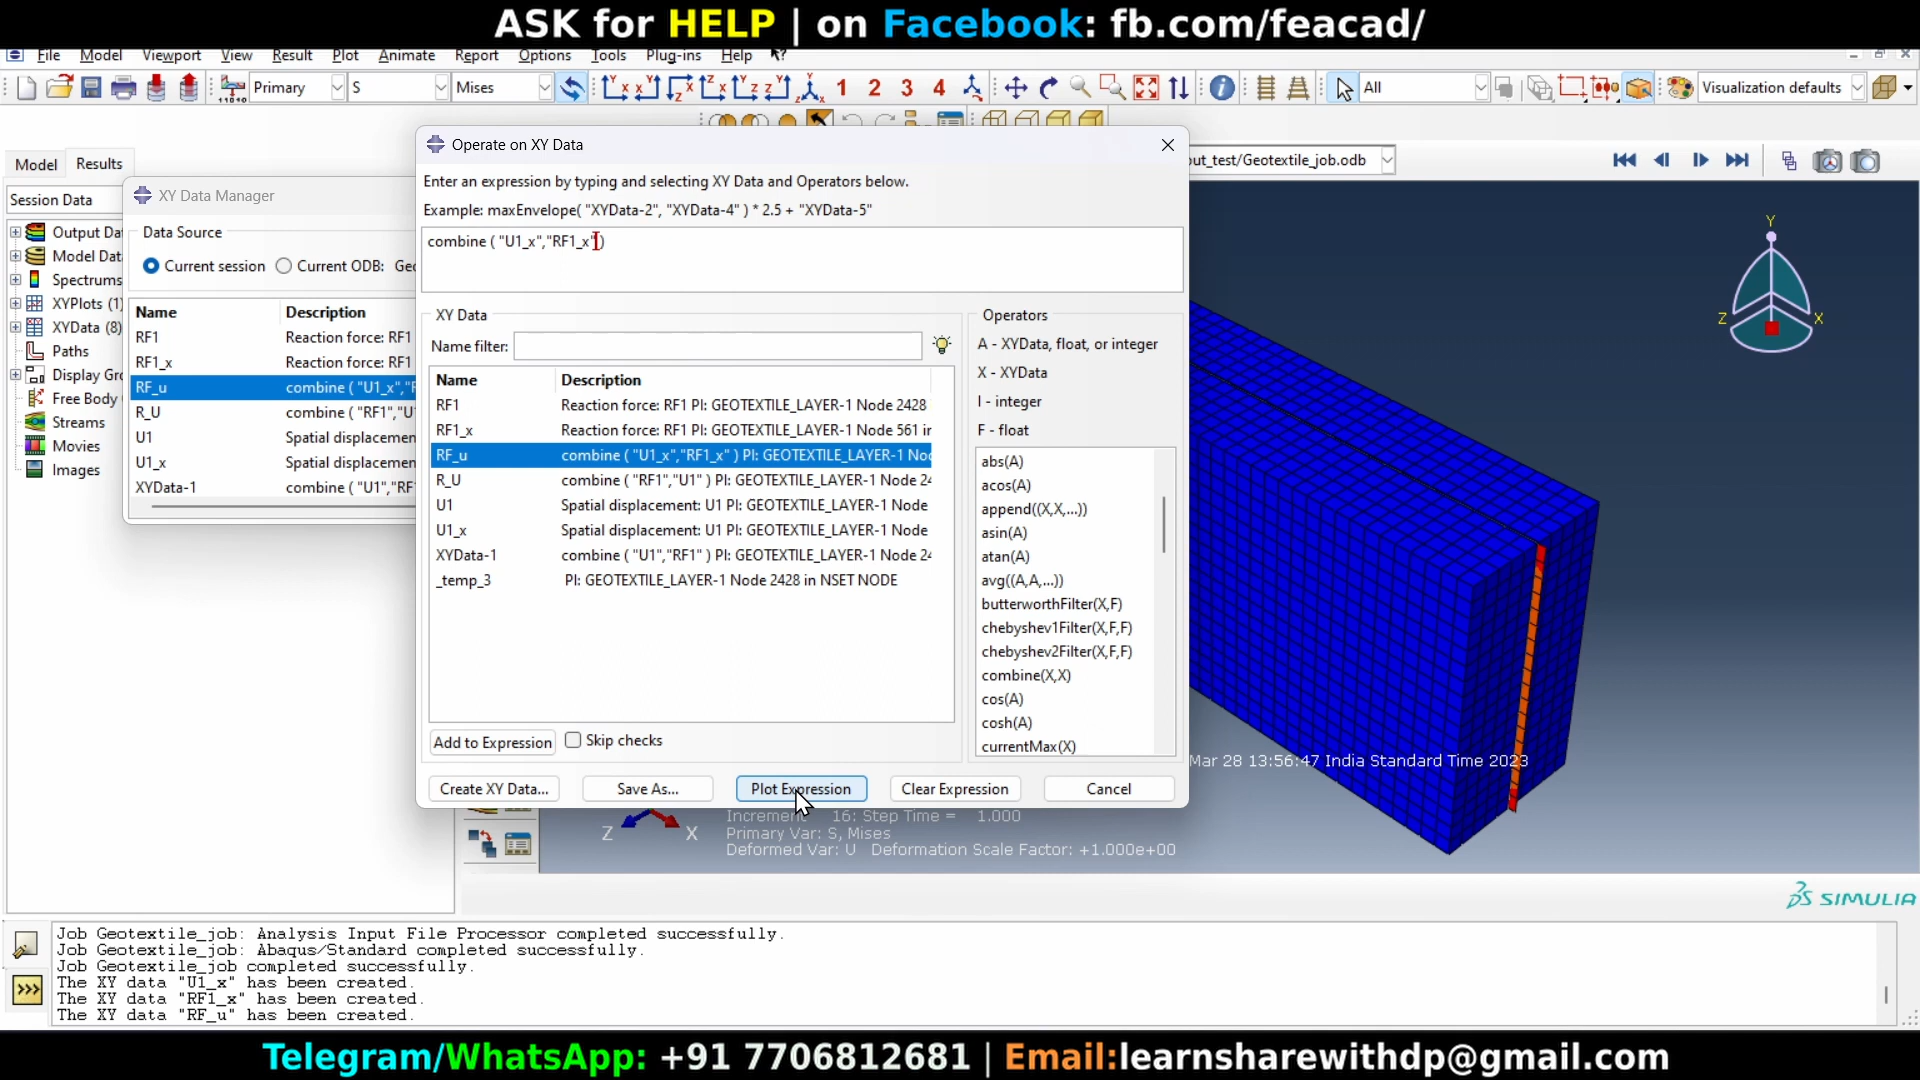 ASK for HELP | on Facebook: fb.com/feacad/
File Model Viewport View Result Plot Animate Report Options Tools Plug-ins Help
Primary S Mises 1 2 3 4 All Visualization defaults
Model Results
ut_test/Geotextile_job.odb
Session Data
Output Dat
Model Data
Spectrums
XYPlots (1)
XYData (8)
Paths
Display Gro
Free Body
Streams
Movies
Images
XY Data Manager
Data Source
Current session Current ODB: Geo
Name Description
RF1 Reaction force: RF1
RF1_x Reaction force: RF1
RF_u combine ( "U1_x","R
R_U combine ( "RF1","U
U1 Spatial displacemen
U1_x Spatial displacemen
XYData-1 combine ( "U1","RF
Operate on XY Data
Enter an expression by typing and selecting XY Data and Operators below.
Example: maxEnvelope( "XYData-2", "XYData-4" ) * 2.5 + "XYData-5"
combine ( "U1_x","RF1_x" )
XY Data
Name filter:
Name Description
RF1 Reaction force: RF1 PI: GEOTEXTILE_LAYER-1 Node 2428
RF1_x Reaction force: RF1 PI: GEOTEXTILE_LAYER-1 Node 561 ir
RF_u combine ( "U1_x","RF1_x" ) PI: GEOTEXTILE_LAYER-1 Noc
R_U combine ( "RF1","U1" ) PI: GEOTEXTILE_LAYER-1 Node 24
U1 Spatial displacement: U1 PI: GEOTEXTILE_LAYER-1 Node
U1_x Spatial displacement: U1 PI: GEOTEXTILE_LAYER-1 Node
XYData-1 combine ( "U1","RF1" ) PI: GEOTEXTILE_LAYER-1 Node 24
_temp_3 PI: GEOTEXTILE_LAYER-1 Node 2428 in NSET NODE
Add to Expression Skip checks
Operators
A - XYData, float, or integer
X - XYData
I - integer
F - float
abs(A)
acos(A)
append((X,X,...))
asin(A)
atan(A)
avg((A,A,...))
butterworthFilter(X,F)
chebyshev1Filter(X,F,F)
chebyshev2Filter(X,F,F)
combine(X,X)
cos(A)
cosh(A)
currentMax(X)
Create XY Data... Save As... Plot Expression Clear Expression Cancel
Y
Z X
Mar 28 13:56:47 India Standard Time 2023
Z X
Increment 16: Step Time = 1.000
Primary Var: S, Mises
Deformed Var: U Deformation Scale Factor: +1.000e+00
SIMULIA
Job Geotextile_job: Analysis Input File Processor completed successfully.
Job Geotextile_job: Abaqus/Standard completed successfully.
Job Geotextile_job completed successfully.
The XY data "U1_x" has been created.
The XY data "RF1_x" has been created.
The XY data "RF_u" has been created.
>>>
Telegram/WhatsApp: +91 7706812681 | Email:learnsharewithdp@gmail.com